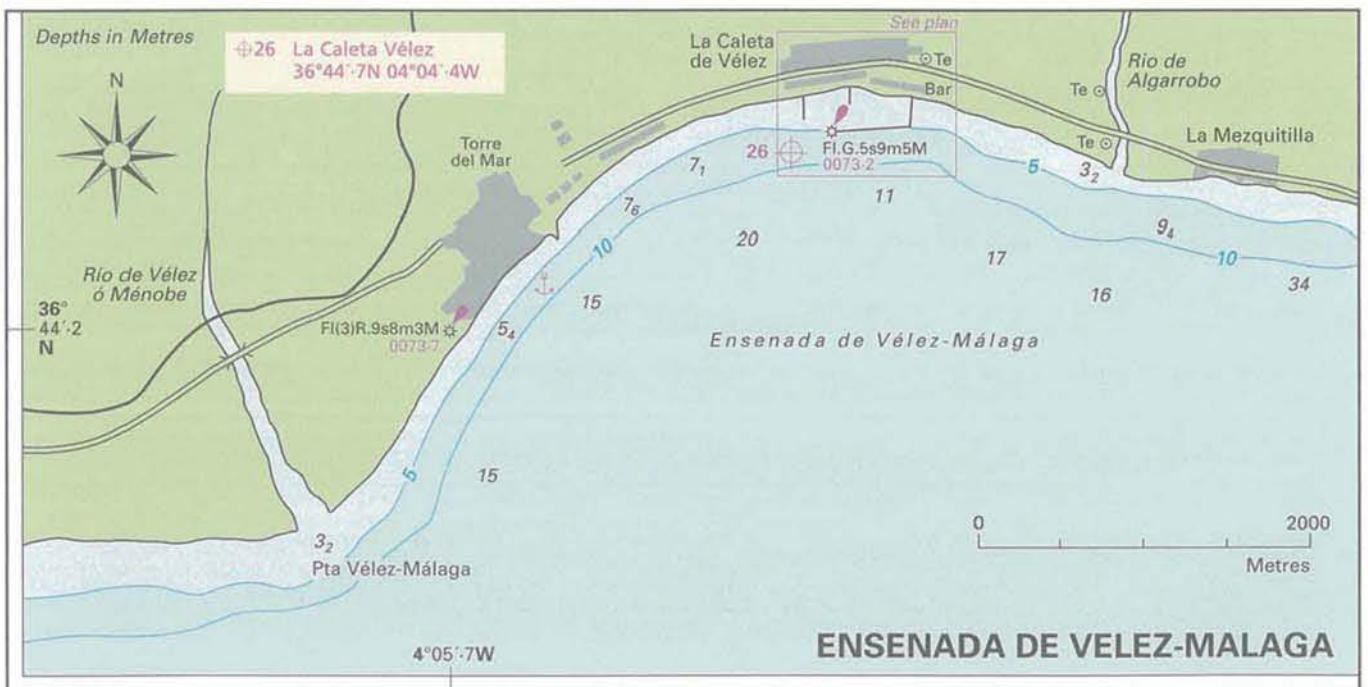 Depths in Metres
N
⌖26 La Caleta Vélez
36°44´·7N 04°04´·4W
See plan
La Caleta
de Vélez
Te
Bar
Te
Rio de
Algarrobo
Te
La Mezquitilla
26
Fl.G.5s9m5M
0073·2
Torre
del Mar
7₁
5
3₂
7₆
11
9₄
10
20
17
10
34
Río de Vélez
ó Ménobe
15
16
36°
44´·2
N
Fl(3)R.9s8m3M
0073·7
5₄
Ensenada de Vélez-Málaga
5
15
3₂
Pta Vélez-Málaga
0 2000
Metres
4°05´·7W
ENSENADA DE VELEZ-MALAGA